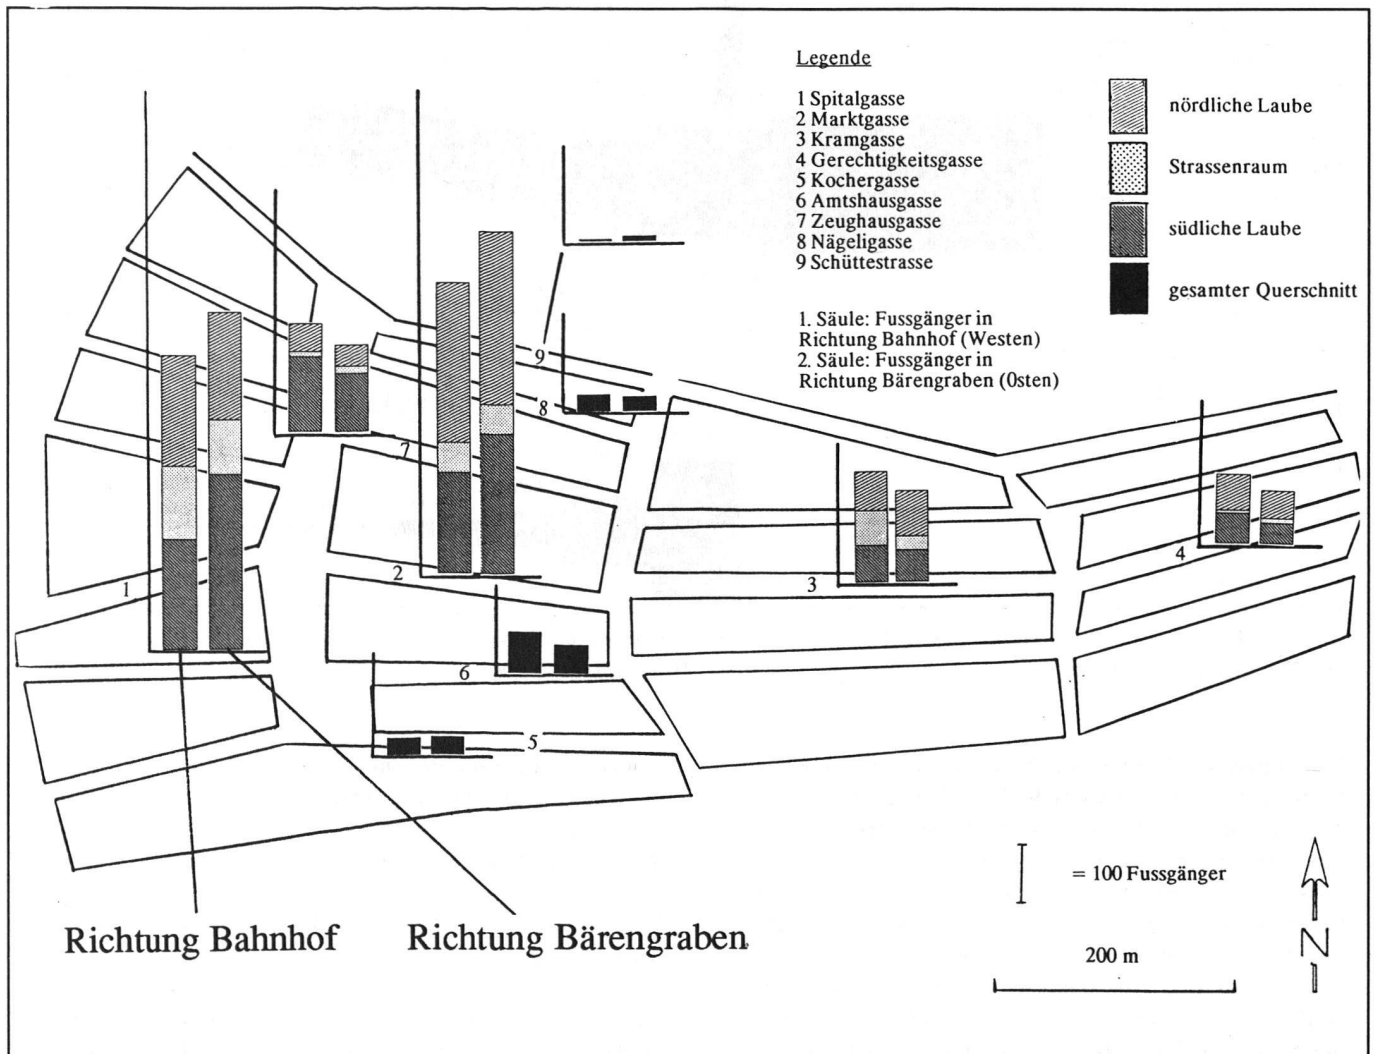 Legende
1 Spitalgasse
2 Marktgasse
3 Kramgasse
4 Gerechtigkeitsgasse
5 Kochergasse
6 Amtshausgasse
7 Zeughausgasse
8 Nägeligasse
9 Schüttestrasse
1. Säule: Fussgänger in
Richtung Bahnhof (Westen)
2. Säule: Fussgänger in
Richtung Bärengraben (Osten)
nördliche Laube
Strassenraum
südliche Laube
gesamter Querschnitt
9
8
7
4
3
2
1
6
5
= 100 Fussgänger
Richtung Bahnhof
Richtung Bärengraben
200 m
N